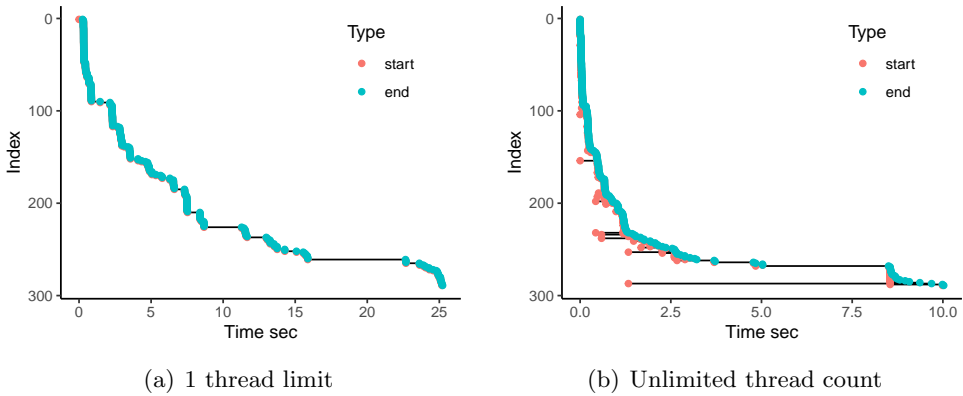 0
100
200
300
Index
0
5
10
15
20
25
Time sec
Type
start
end
(a) 1 thread limit
0
100
200
300
Index
0.0
2.5
5.0
7.5
10.0
Time sec
Type
start
end
(b) Unlimited thread count